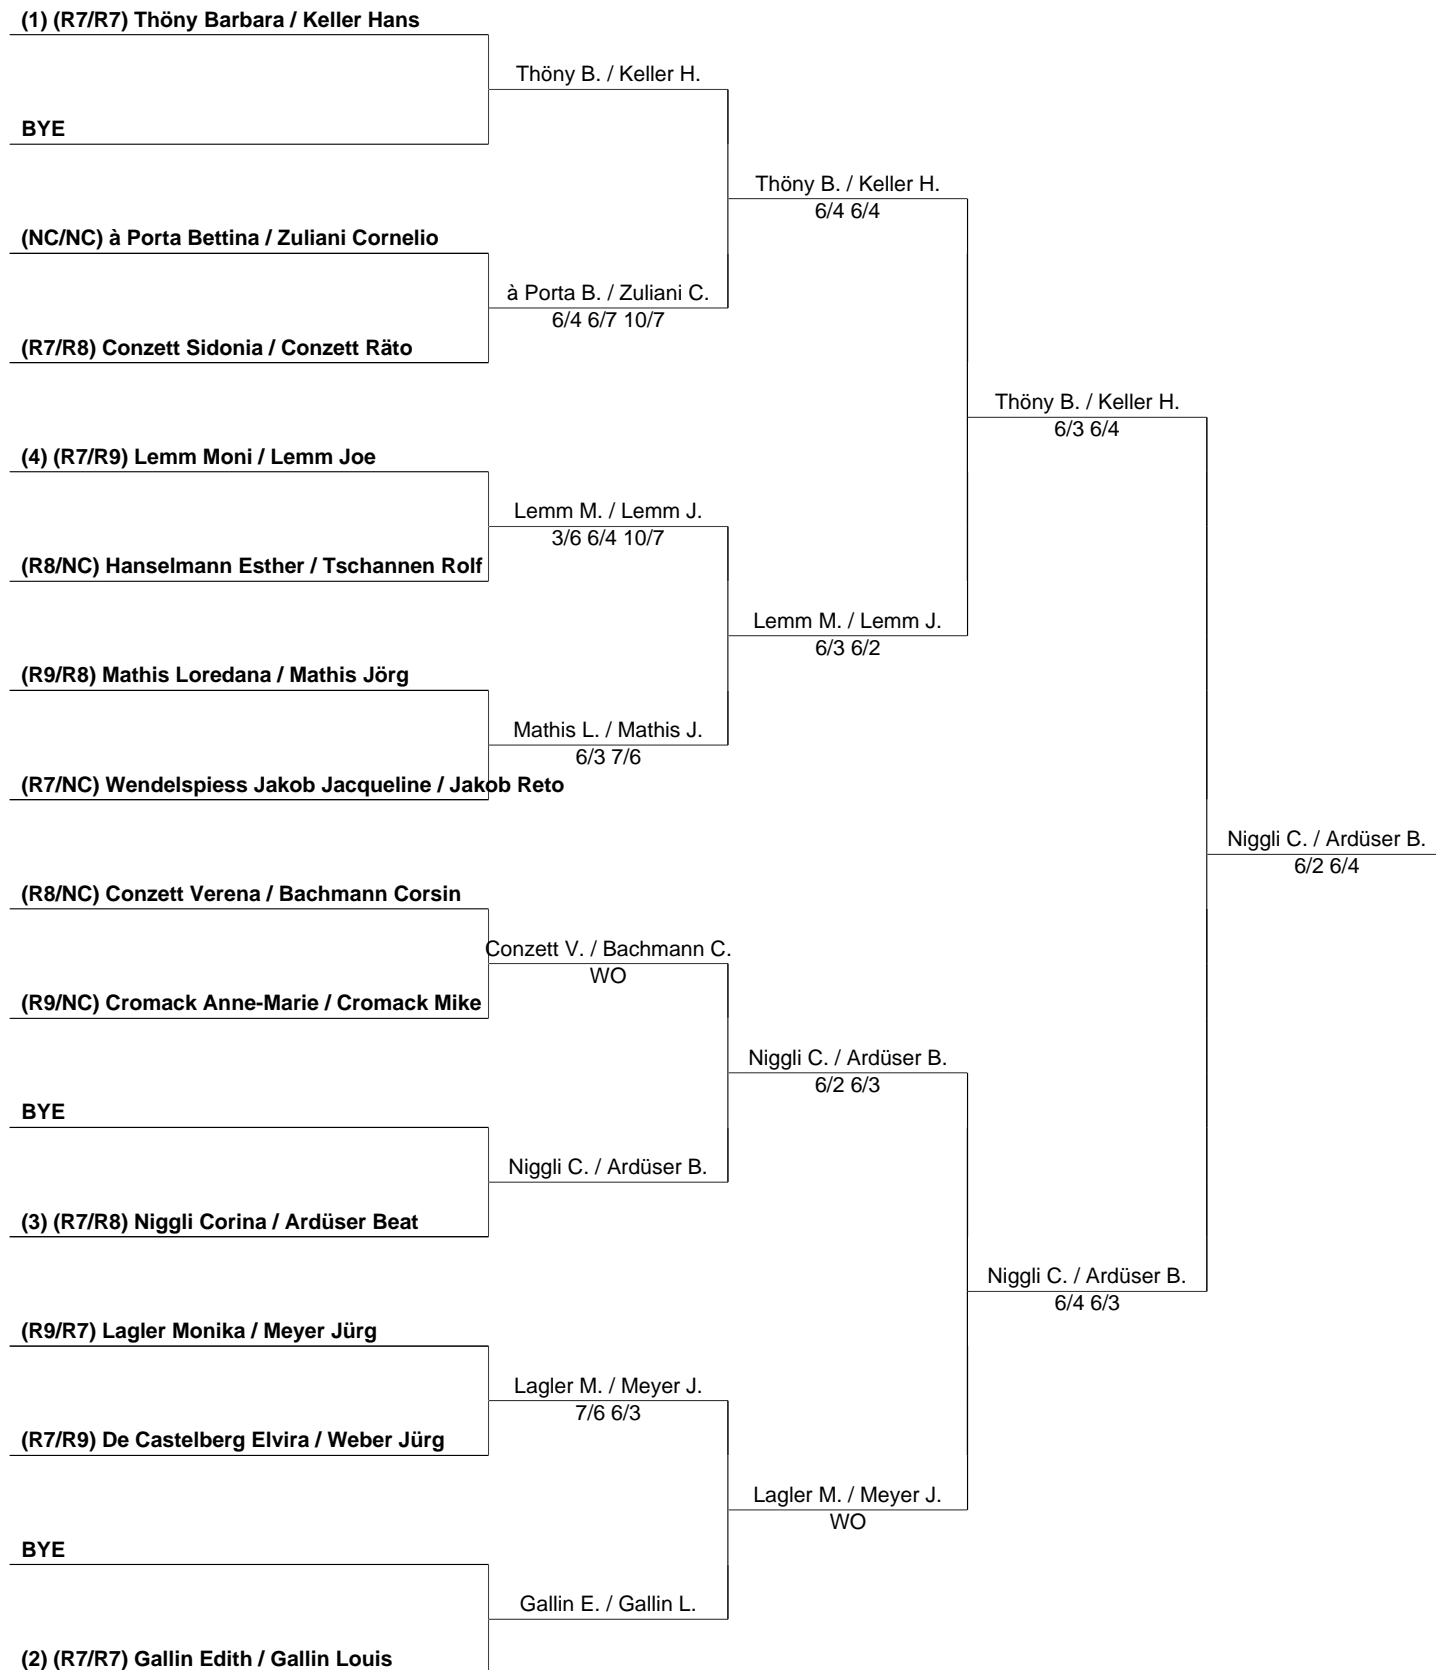 (1) (R7/R7) Thöny Barbara / Keller Hans
Thöny B. / Keller H.
BYE
Thöny B. / Keller H.
6/4 6/4
(NC/NC) à Porta Bettina / Zuliani Cornelio
à Porta B. / Zuliani C.
6/4 6/7 10/7
(R7/R8) Conzett Sidonia / Conzett Räto
Thöny B. / Keller H.
6/3 6/4
(4) (R7/R9) Lemm Moni / Lemm Joe
Lemm M. / Lemm J.
3/6 6/4 10/7
(R8/NC) Hanselmann Esther / Tschannen Rolf
Lemm M. / Lemm J.
6/3 6/2
(R9/R8) Mathis Loredana / Mathis Jörg
Mathis L. / Mathis J.
6/3 7/6
(R7/NC) Wendelspiess Jakob Jacqueline / Jakob Reto
Niggli C. / Ardüser B.
6/2 6/4
(R8/NC) Conzett Verena / Bachmann Corsin
Conzett V. / Bachmann C.
WO
(R9/NC) Cromack Anne-Marie / Cromack Mike
Niggli C. / Ardüser B.
6/2 6/3
BYE
Niggli C. / Ardüser B.
(3) (R7/R8) Niggli Corina / Ardüser Beat
Niggli C. / Ardüser B.
6/4 6/3
(R9/R7) Lagler Monika / Meyer Jürg
Lagler M. / Meyer J.
7/6 6/3
(R7/R9) De Castelberg Elvira / Weber Jürg
Lagler M. / Meyer J.
WO
BYE
Gallin E. / Gallin L.
(2) (R7/R7) Gallin Edith / Gallin Louis